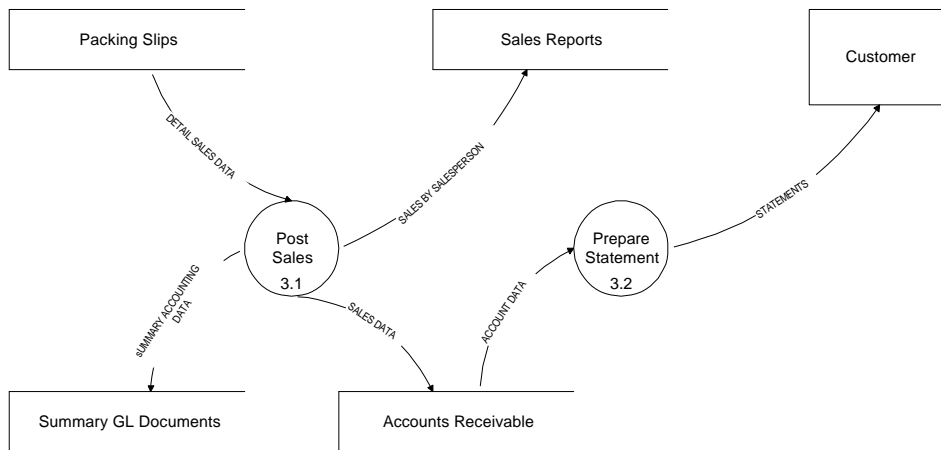 Packing Slips
Sales Reports
Customer
DETAIL SALES DATA
SALES BY SALESPERSON
STATEMENTS
Post
Sales
3.1
Prepare
Statement
3.2
sUMMARY ACCOUNTING
DATA
SALES DATA
ACCOUNT DATA
Summary GL Documents
Accounts Receivable